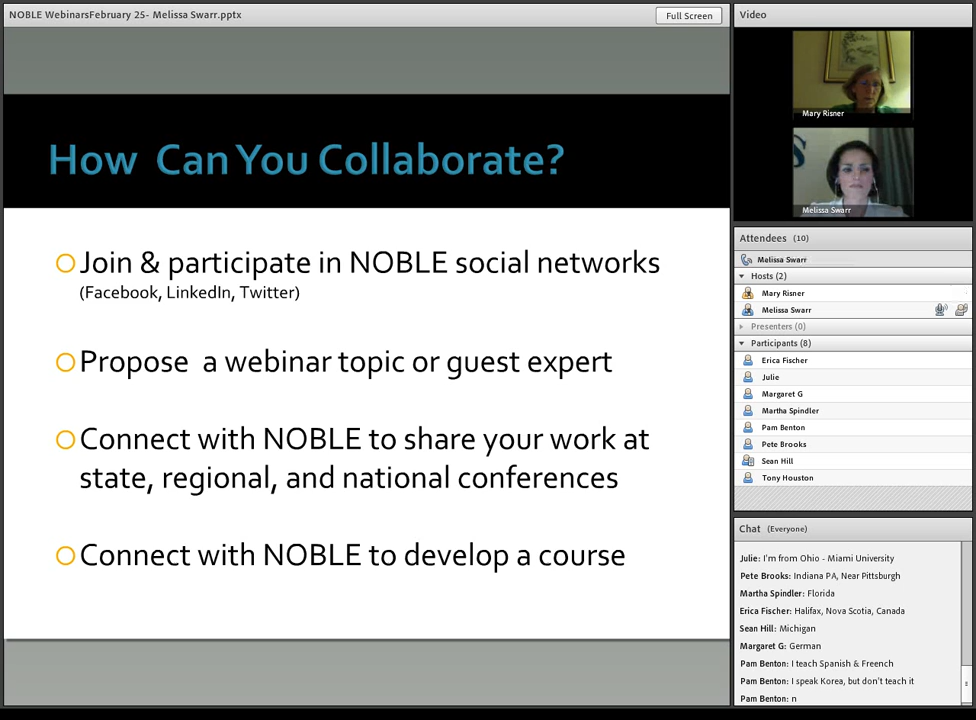 NOBLE WebinarsFebruary 25- Melissa Swarr.pptx
Full Screen
How Can You Collaborate?
Join & participate in NOBLE social networks
(Facebook, LinkedIn, Twitter)
Propose a webinar topic or guest expert
Connect with NOBLE to share your work at
state, regional, and national conferences
Connect with NOBLE to develop a course
Video
Mary Risner
S
Melissa Swarr
Attendees (10)
Melissa Swarr
Hosts (2)
Mary Risner
Melissa Swarr
Presenters (0)
Participants (8)
Erica Fischer
Julie
Margaret G
Martha Spindler
Pam Benton
Pete Brooks
Sean Hill
Tony Houston
Chat (Everyone)
Julie: I'm from Ohio - Miami University
Pete Brooks: Indiana PA, Near Pittsburgh
Martha Spindler: Florida
Erica Fischer: Halifax, Nova Scotia, Canada
Sean Hill: Michigan
Margaret G: German
Pam Benton: I teach Spanish & Freench
Pam Benton: I speak Korea, but don't teach it
Pam Benton: n